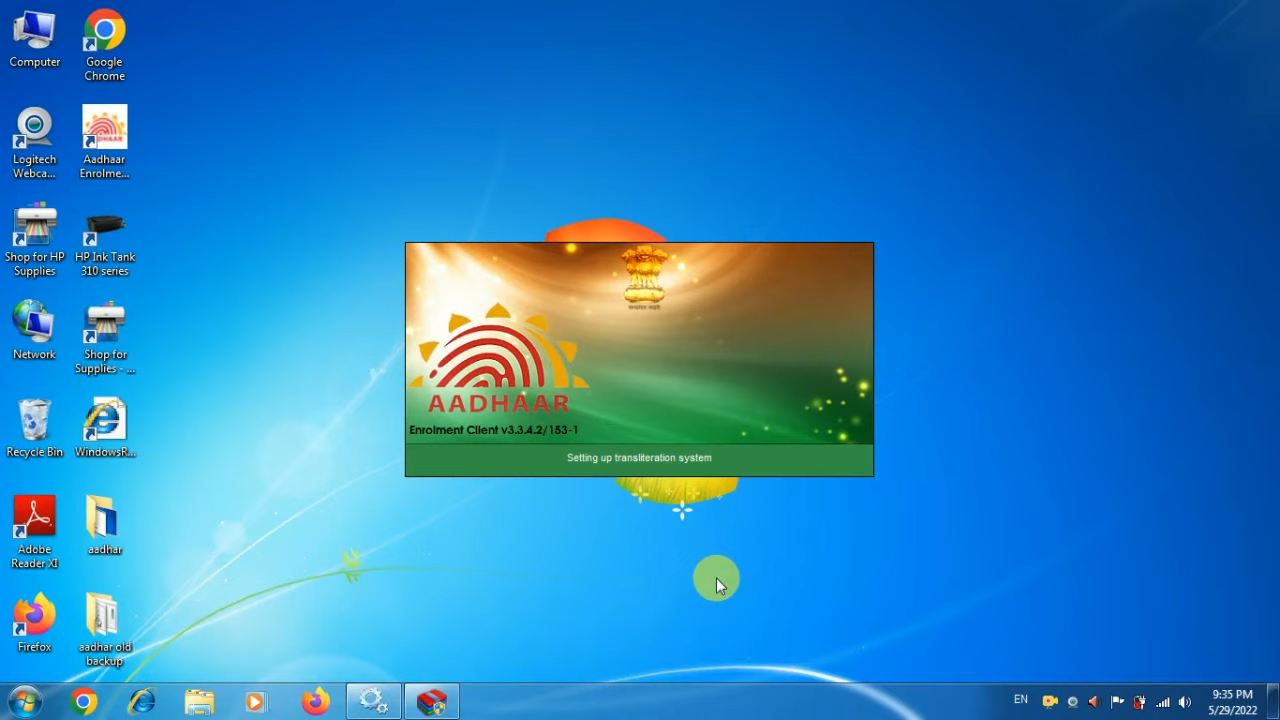 Computer
Google
Chrome
Logitech
Webca...
Aadhaar
Enrolme...
Shop for HP
Supplies
HP Ink Tank
310 series
Network
Shop for
Supplies - ...
Recycle Bin
WindowsR...
Adobe
Reader XI
aadhar
Firefox
aadhar old
backup
AADHAAR
Enrolment Client v3.3.4.2/153-1
Setting up transliteration system
EN
9:35 PM
5/29/2022